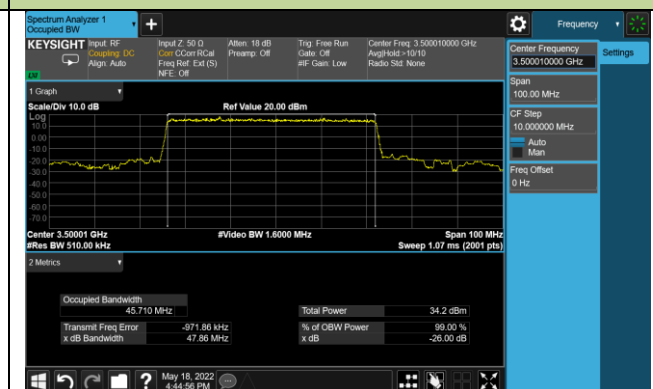 Spectrum Analyzer 1
Occupied BW
+
Frequency
KEYSIGHT
Input: RF
Coupling: DC
Align: Auto
Input Z: 50 Ω
Corr CCorr RCal
Freq Ref: Ext (S)
NFE: Off
Atten: 18 dB
Preamp: Off
Trig: Free Run
Gate: Off
#IF Gain: Low
Center Freq: 3.500010000 GHz
Avg|Hold:>10/10
Radio Std: None
Center Frequency
3.500010000 GHz
Settings
Span
100.00 MHz
CF Step
10.000000 MHz
Auto
Man
Freq Offset
0 Hz
1 Graph
Scale/Div 10.0 dB
Ref Value 20.00 dBm
Log
10.0
0.00
-10.0
-20.0
-30.0
-40.0
-50.0
-60.0
-70.0
Center 3.50001 GHz
#Video BW 1.6000 MHz
Span 100 MHz
#Res BW 510.00 kHz
Sweep 1.07 ms (2001 pts)
2 Metrics
Occupied Bandwidth
45.710 MHz
Total Power 34.2 dBm
Transmit Freq Error -971.86 kHz
% of OBW Power 99.00 %
x dB Bandwidth 47.86 MHz
x dB -26.00 dB
?
May 18, 2022
4:44:56 PM